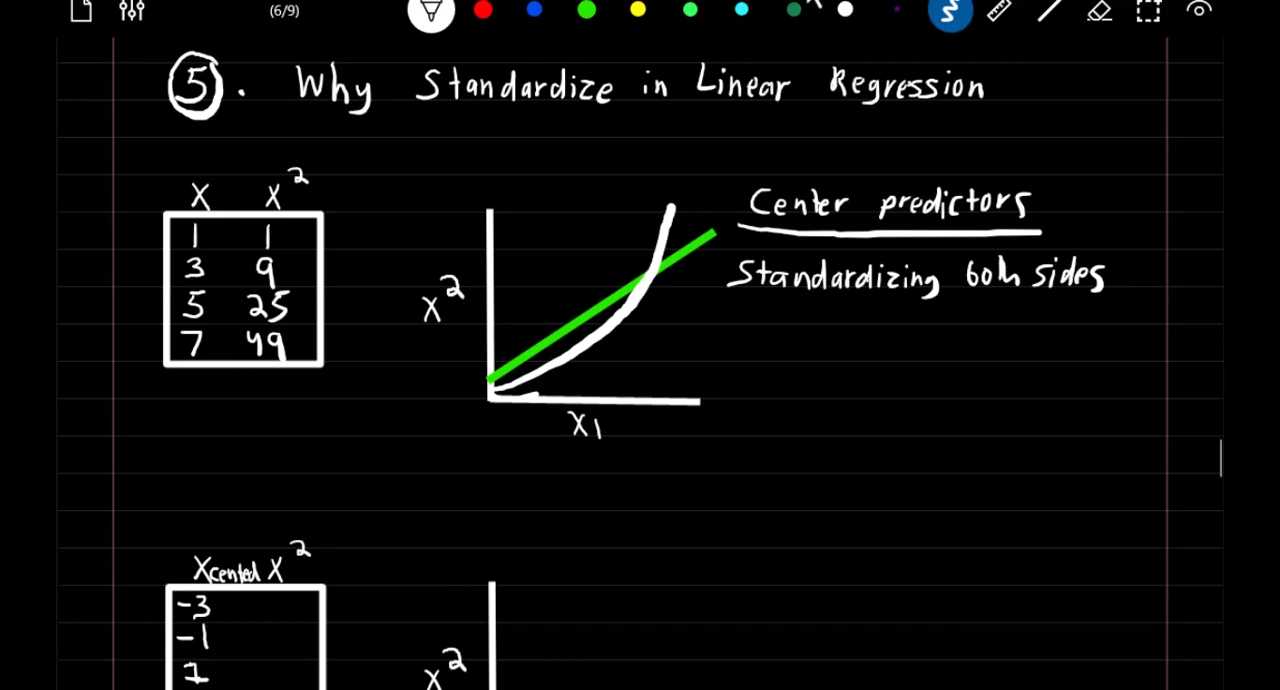 (6/9)
5. Why Standardize in Linear Regression
X X²
1 1
3 9
5 25
7 49
X²
X1
Center predictors
Standardizing both sides
Xcented X²
-3
-1
1
X²